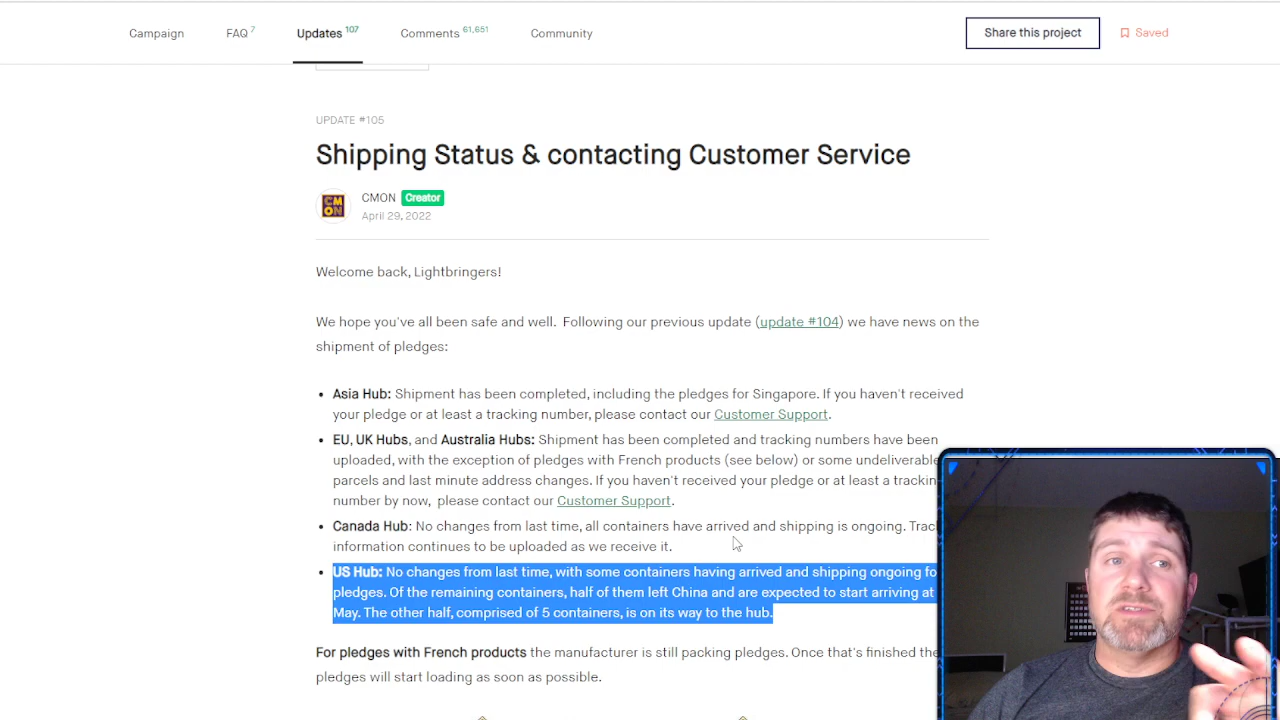 Campaign FAQ 7 Updates 107 Comments 61,651 Community Share this project Saved
UPDATE #105
Shipping Status & contacting Customer Service
CMON Creator
CM
ON
April 29, 2022
Welcome back, Lightbringers!
We hope you've all been safe and well. Following our previous update (update #104) we have news on the
shipment of pledges:
• Asia Hub: Shipment has been completed, including the pledges for Singapore. If you haven't received
your pledge or at least a tracking number, please contact our Customer Support.
• EU, UK Hubs, and Australia Hubs: Shipment has been completed and tracking numbers have been
uploaded, with the exception of pledges with French products (see below) or some undeliverable
parcels and last minute address changes. If you haven't received your pledge or at least a
number by now, please contact our Customer Support.
• Canada Hub: No changes from last time, all containers have arrived and shipping is ongoing.
information continues to be uploaded as we receive it.
• US Hub: No changes from last time, with some containers having arrived and shipping ongoing
pledges. Of the remaining containers, half of them left China and are expected to start arriving at
May. The other half, comprised of 5 containers, is on its way to the hub.
For pledges with French products the manufacturer is still packing pledges. Once that's finished the
pledges will start loading as soon as possible.